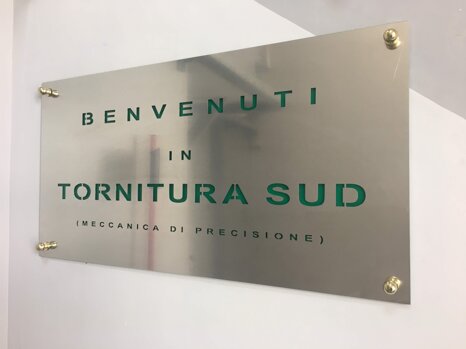 BENVENUTI
IN
TORNITURA SUD
(MECCANICA DI PRECISIONE)